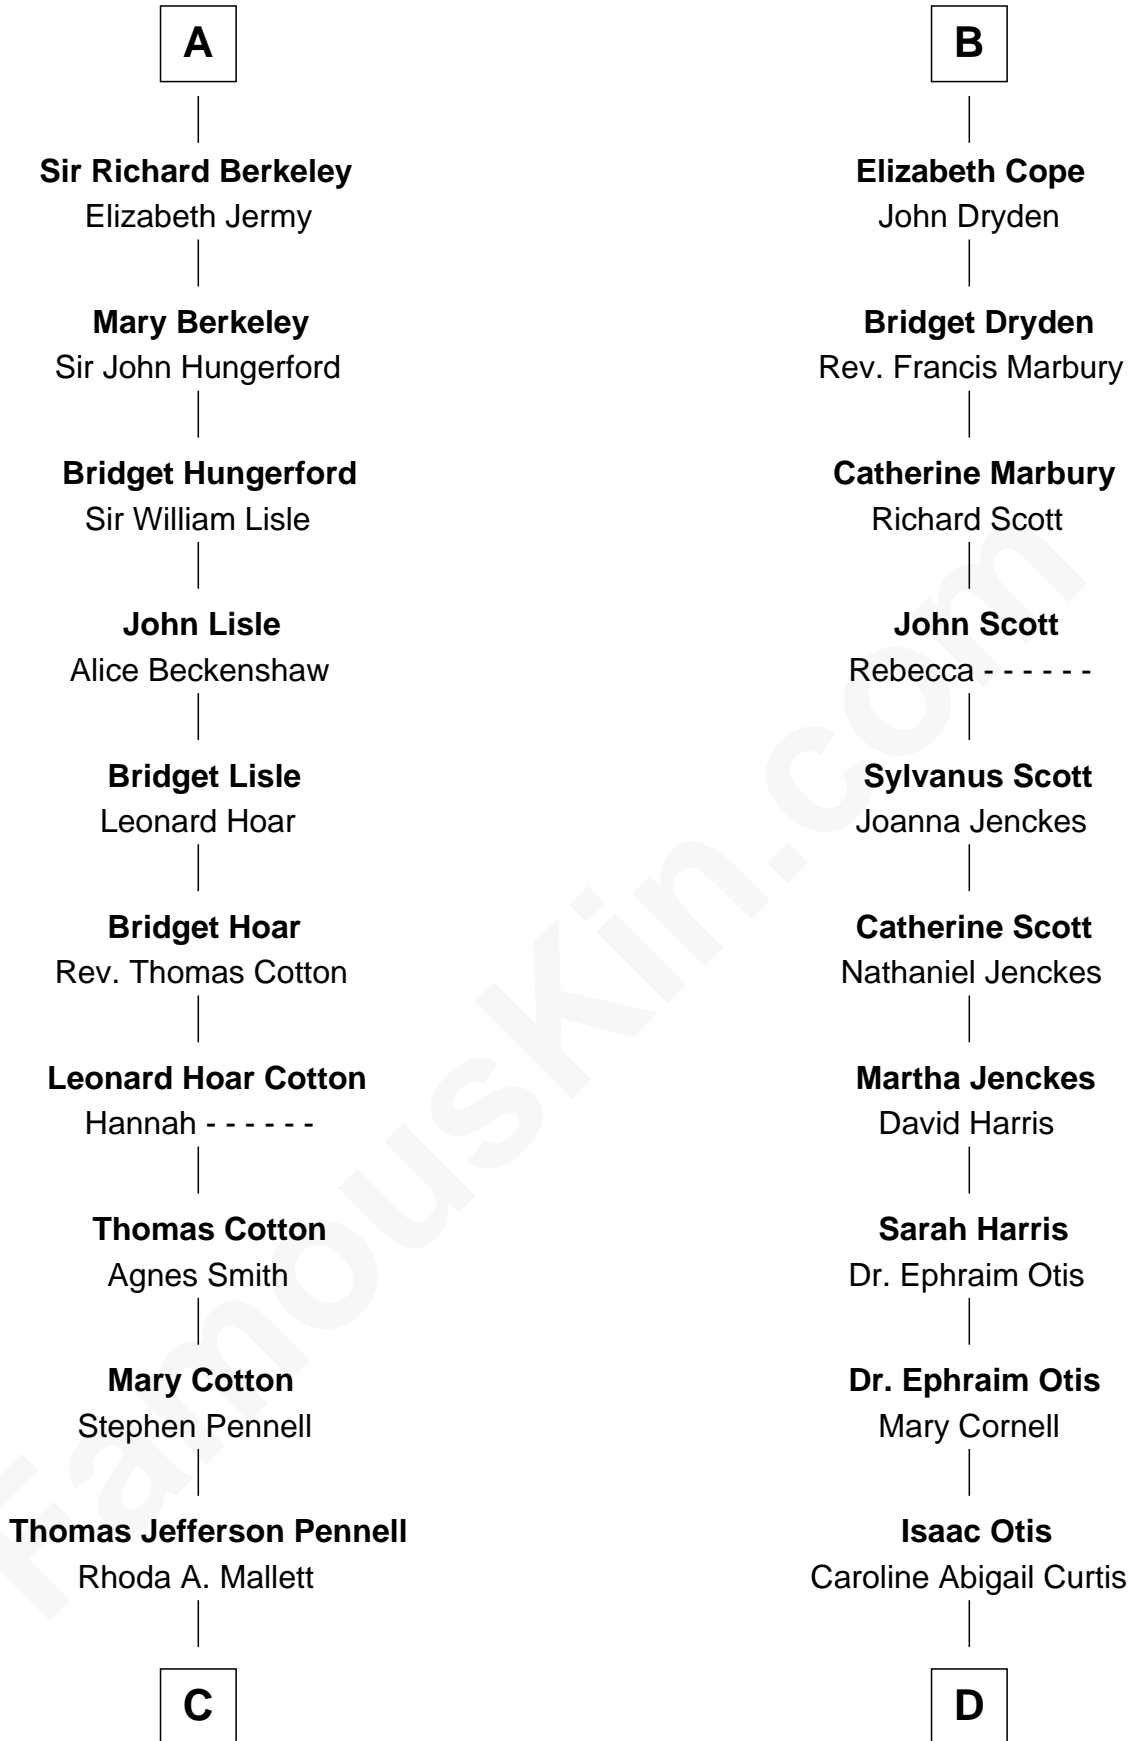 A
Sir Richard Berkeley
Elizabeth Jermy
Mary Berkeley
Sir John Hungerford
Bridget Hungerford
Sir William Lisle
John Lisle
Alice Beckenshaw
Bridget Lisle
Leonard Hoar
Bridget Hoar
Rev. Thomas Cotton
Leonard Hoar Cotton
Hannah - - - - - -
Thomas Cotton
Agnes Smith
Mary Cotton
Stephen Pennell
Thomas Jefferson Pennell
Rhoda A. Mallett
C
B
Elizabeth Cope
John Dryden
Bridget Dryden
Rev. Francis Marbury
Catherine Marbury
Richard Scott
John Scott
Rebecca - - - - - -
Sylvanus Scott
Joanna Jenckes
Catherine Scott
Nathaniel Jenckes
Martha Jenckes
David Harris
Sarah Harris
Dr. Ephraim Otis
Dr. Ephraim Otis
Mary Cornell
Isaac Otis
Caroline Abigail Curtis
D
FamousKin.com